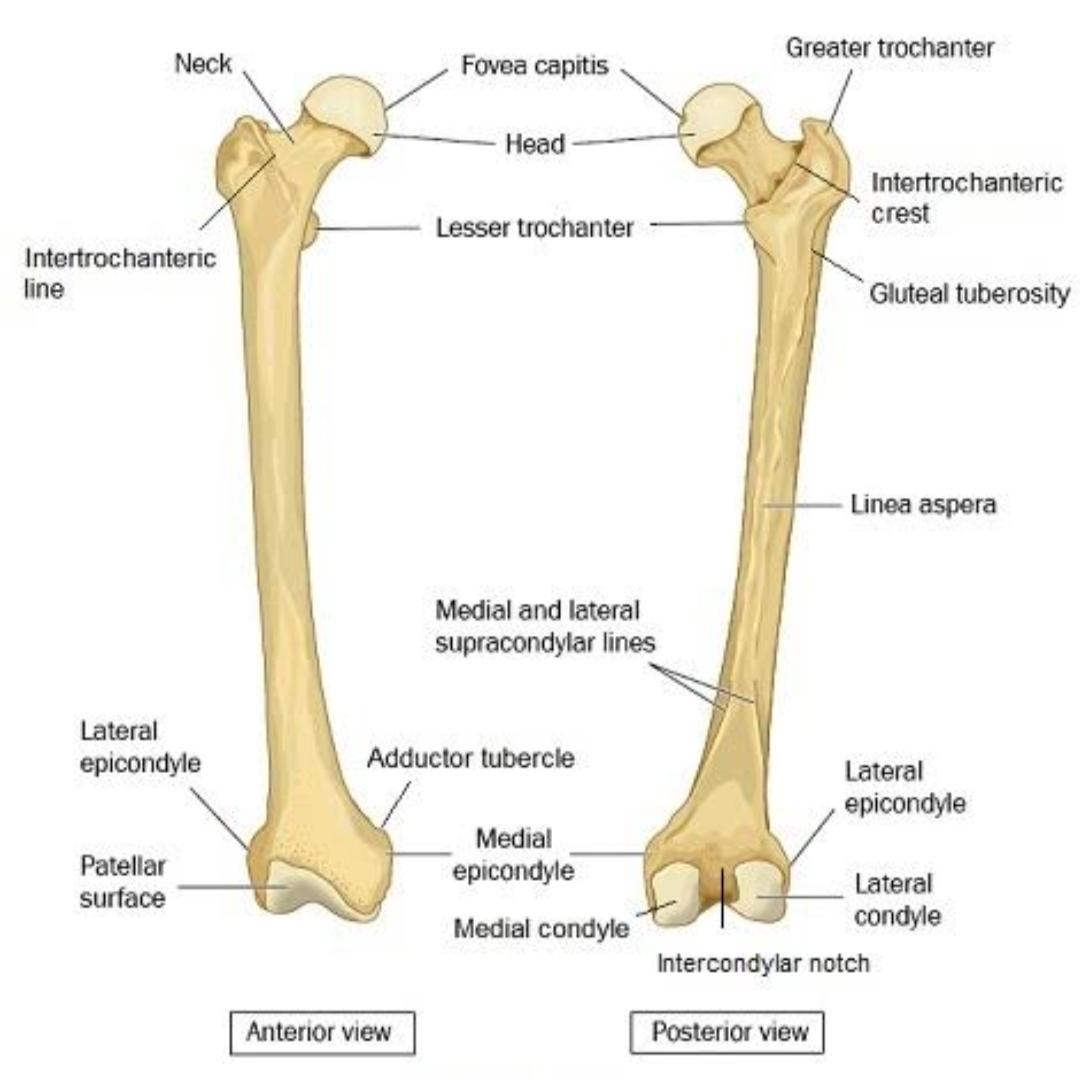 Greater trochanter
Neck
Fovea capitis
Head
Intertrochanteric
crest
Lesser trochanter
Intertrochanteric
line
Gluteal tuberosity
Linea aspera
Medial and lateral
supracondylar lines
Lateral
epicondyle
Adductor tubercle
Lateral
epicondyle
Medial
epicondyle
Patellar
surface
Lateral
condyle
Medial condyle
Intercondylar notch
Anterior view
Posterior view